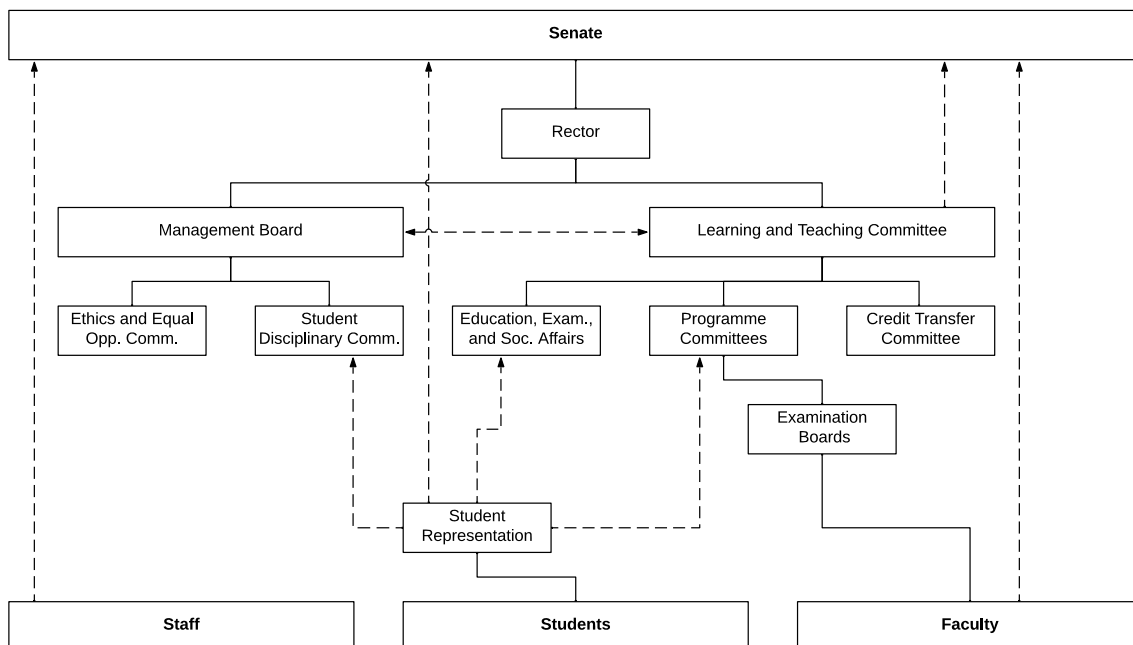 Senate
Rector
Management Board
Learning and Teaching Committee
Ethics and Equal
Opp. Comm.
Student
Disciplinary Comm.
Education, Exam.,
and Soc. Affairs
Programme
Committees
Credit Transfer
Committee
Examination
Boards
Student
Representation
Staff
Students
Faculty